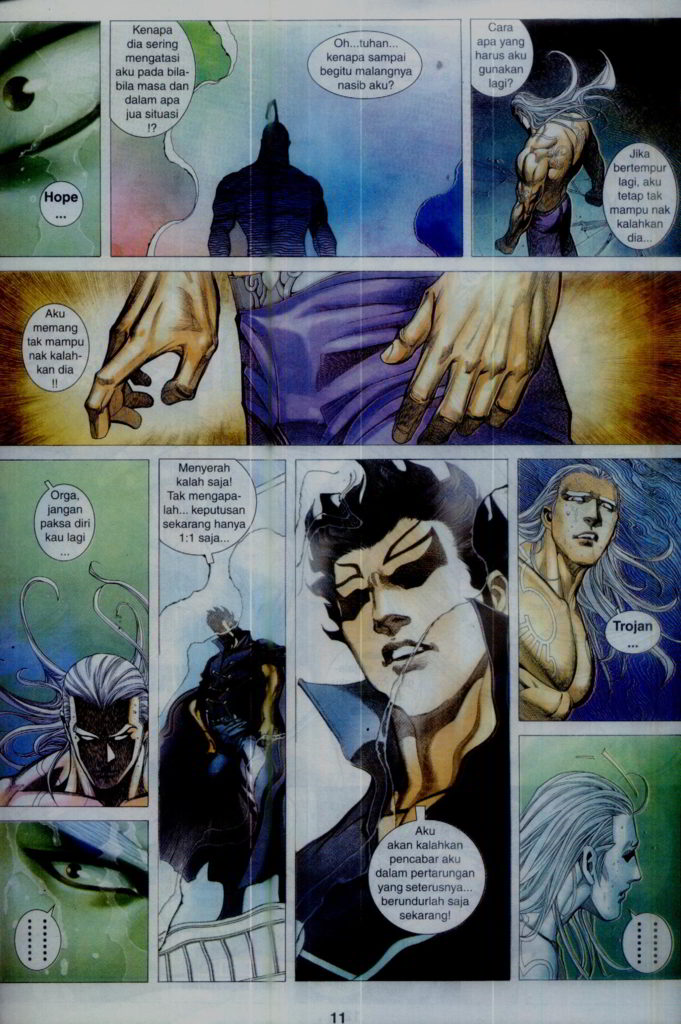 Hope
...
Kenapa
dia sering
mengatasi
aku pada bila-
bila masa dan
dalam apa
jua situasi
!?
Oh...tuhan...
kenapa sampai
begitu malangnya
nasib aku?
Cara
apa yang
harus aku
gunakan
lagi?
Jika
bertempur
lagi, aku
tetap tak
mampu nak
kalahkan
dia...
Aku
memang
tak mampu
nak kalah-
kan dia
!!
Orga,
jangan
paksa diri
kau lagi
...
Menyerah
kalah saja!
Tak mengapa-
lah... keputusan
sekarang hanya
1:1 saja...
Aku
akan kalahkan
pencabar aku
dalam pertarungan
yang seterusnya...
berundurlah saja
sekarang!
Trojan
...
......
......
......
......
11